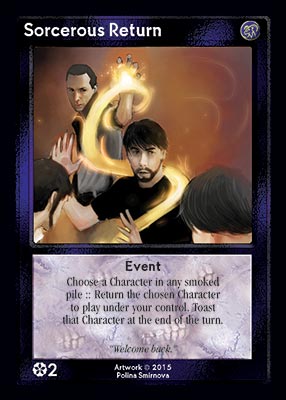 Sorcerous Return
Event
Choose a Character in any smoked
pile :: Return the chosen Character
to play under your control. Toast
that Character at the end of the turn.
"Welcome back."
2
Artwork © 2015
Polina Smirnova